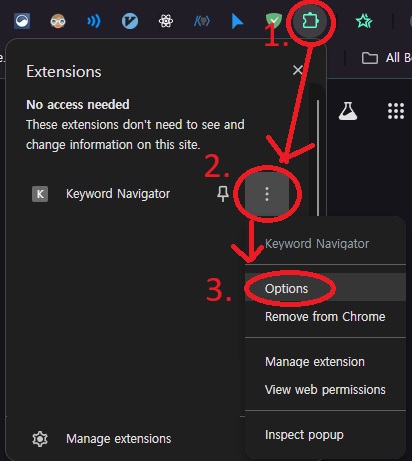 1.
e.
All Bo
Extensions
No access needed
These extensions don't need to see and
change information on this site.
2.
K
Keyword Navigator
Keyword Navigator
3.
Options
Remove from Chrome
Manage extension
View web permissions
Manage extensions
Inspect popup